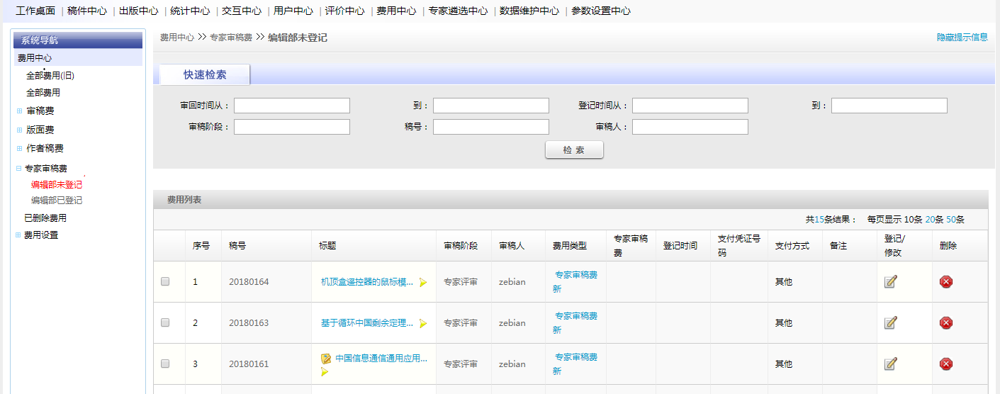 工作桌面 | 稿件中心 | 出版中心 | 统计中心 | 交互中心 | 用户中心 | 评价中心 | 费用中心 | 专家遴选中心 | 数据维护中心 | 参数设置中心
系统导航
费用中心
全部费用(旧)
全部费用
审稿费
版面费
作者稿费
专家审稿费
编辑部未登记
编辑部已登记
已删除费用
费用设置
费用中心 >> 专家审稿费 >> 编辑部未登记 隐藏提示信息
快速检索
审回时间从： 到： 登记时间从： 到：
审稿阶段： 稿号： 审稿人：
检 索
费用列表
共15条结果： 每页显示 10条 20条 50条
序号 稿号 标题 审稿阶段 审稿人 费用类型 专家审稿费 登记时间 支付凭证号码 支付方式 备注 登记/修改 删除
1 20180164 机顶盒遥控器的鼠标模... 专家评审 zebian 专家审稿费新 其他
2 20180163 基于循环中国剩余定理... 专家评审 zebian 专家审稿费新 其他
3 20180161 中国信息通信通用应用... 专家评审 zebian 专家审稿费新 其他